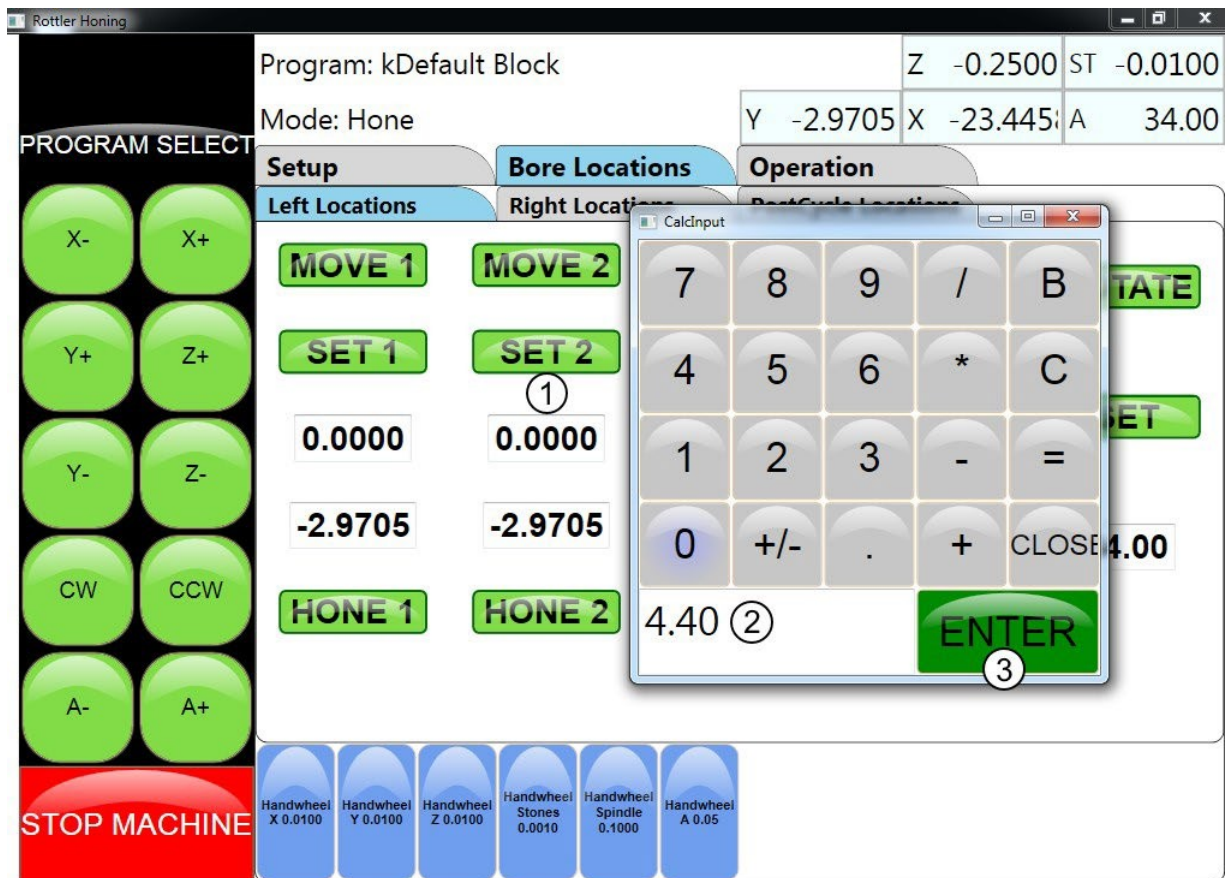 Rottler Honing
Program: kDefault Block
Z -0.2500 ST -0.0100
Mode: Hone
Y -2.9705 X -23.445 A 34.00
PROGRAM SELECT
Setup Bore Locations Operation
Left Locations Right Locations PostCycle Locations
CalcInput
X- X+
Y+ Z+
Y- Z-
CW CCW
A- A+
STOP MACHINE
MOVE 1 MOVE 2
SET 1 SET 2
1
0.0000 0.0000
-2.9705 -2.9705
HONE 1 HONE 2
7 8 9 / B
4 5 6 * C
1 2 3 - =
0 +/- . + CLOSE
4.40 2 ENTER
3
TATE
SET
4.00
Handwheel X 0.0100
Handwheel Y 0.0100
Handwheel Z 0.0100
Handwheel Stones 0.0010
Handwheel Spindle 0.1000
Handwheel A 0.05